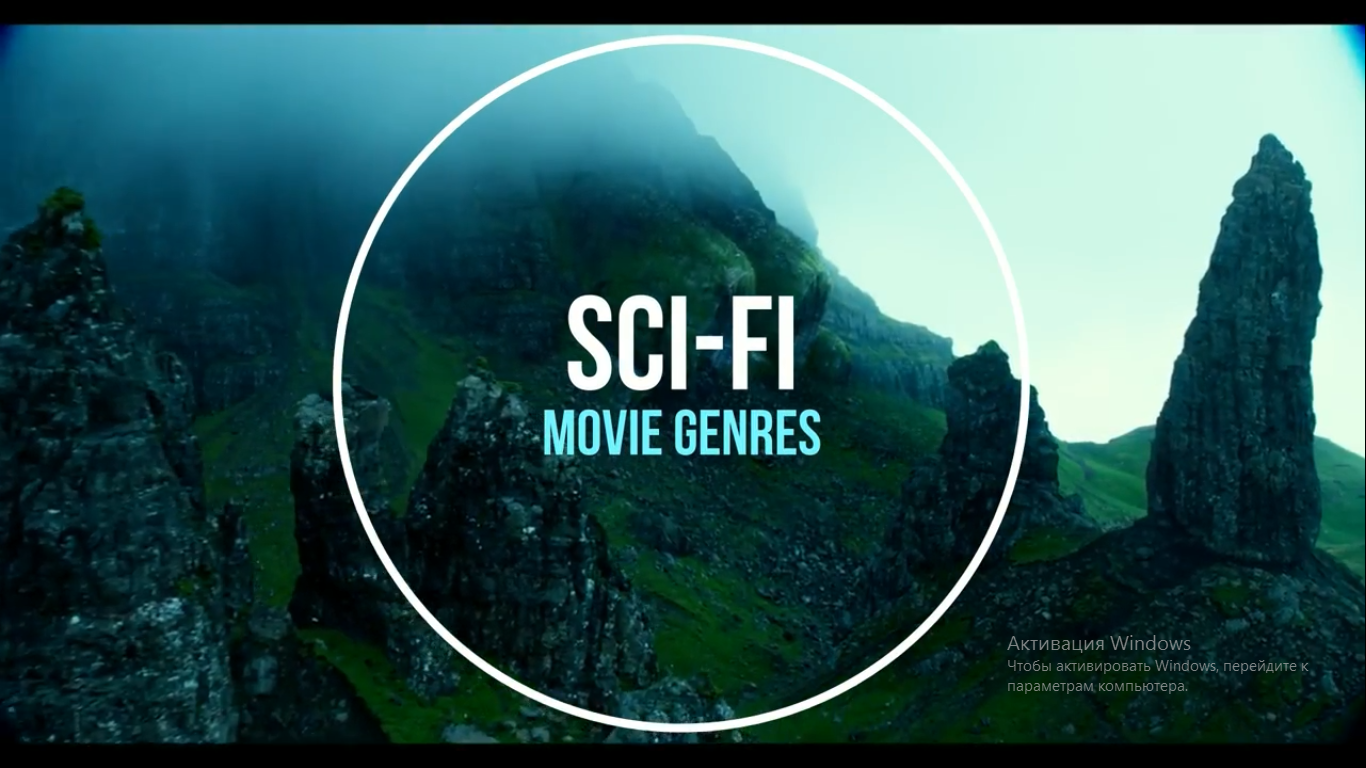 SCI-FI
MOVIE GENRES
Активация Windows
Чтобы активировать Windows, перейдите к
параметрам компьютера.